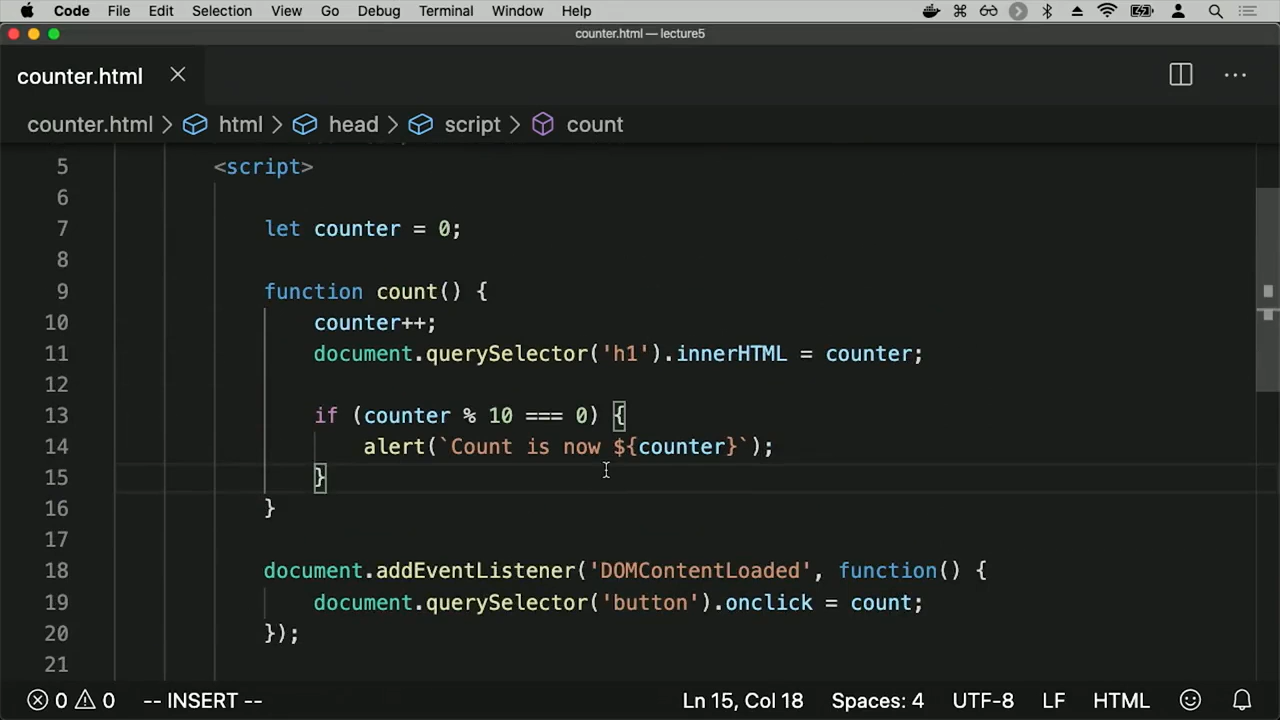 Code File Edit Selection View Go Debug Terminal Window Help
counter.html — lecture5
counter.html
counter.html html head script count
5 <script>
6
7 let counter = 0;
8
9 function count() {
10 counter++;
11 document.querySelector('h1').innerHTML = counter;
12
13 if (counter % 10 === 0) {
14 alert(`Count is now ${counter}`);
15 }
16 }
17
18 document.addEventListener('DOMContentLoaded', function() {
19 document.querySelector('button').onclick = count;
20 });
21
0 0 -- INSERT -- Ln 15, Col 18 Spaces: 4 UTF-8 LF HTML